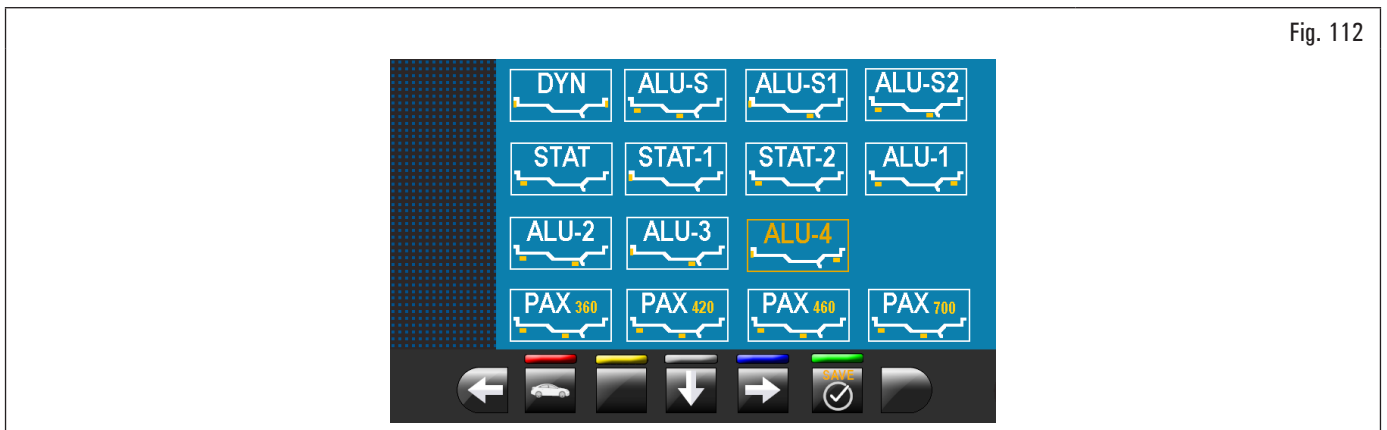 Fig. 112
DYN ALU-S ALU-S1 ALU-S2
STAT STAT-1 STAT-2 ALU-1
ALU-2 ALU-3 ALU-4
PAX 360 PAX 420 PAX 460 PAX 700
SAVE